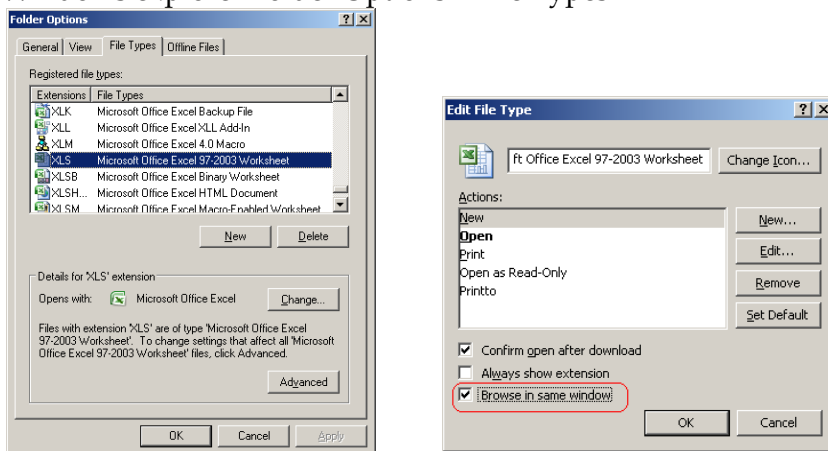 Folder Options
General View File Types Offline Files
Registered file types:
Extensions File Types
XLK Microsoft Office Excel Backup File
XLL Microsoft Office Excel XLL Add-In
XLM Microsoft Office Excel 4.0 Macro
XLS Microsoft Office Excel 97-2003 Worksheet
XLSB Microsoft Office Excel Binary Worksheet
XLSH... Microsoft Office Excel HTML Document
XLSM Microsoft Office Excel Macro-Enabled Worksheet
New Delete
Details for 'XLS' extension
Opens with: Microsoft Office Excel Change...
Files with extension 'XLS' are of type 'Microsoft Office Excel
97-2003 Worksheet'. To change settings that affect all 'Microsoft
Office Excel 97-2003 Worksheet' files, click Advanced.
Advanced
OK Cancel Apply
Edit File Type
ft Office Excel 97-2003 Worksheet Change Icon...
Actions:
New
Open
Print
Open as Read-Only
Printto
New...
Edit...
Remove
Set Default
Confirm open after download
Always show extension
Browse in same window
OK Cancel